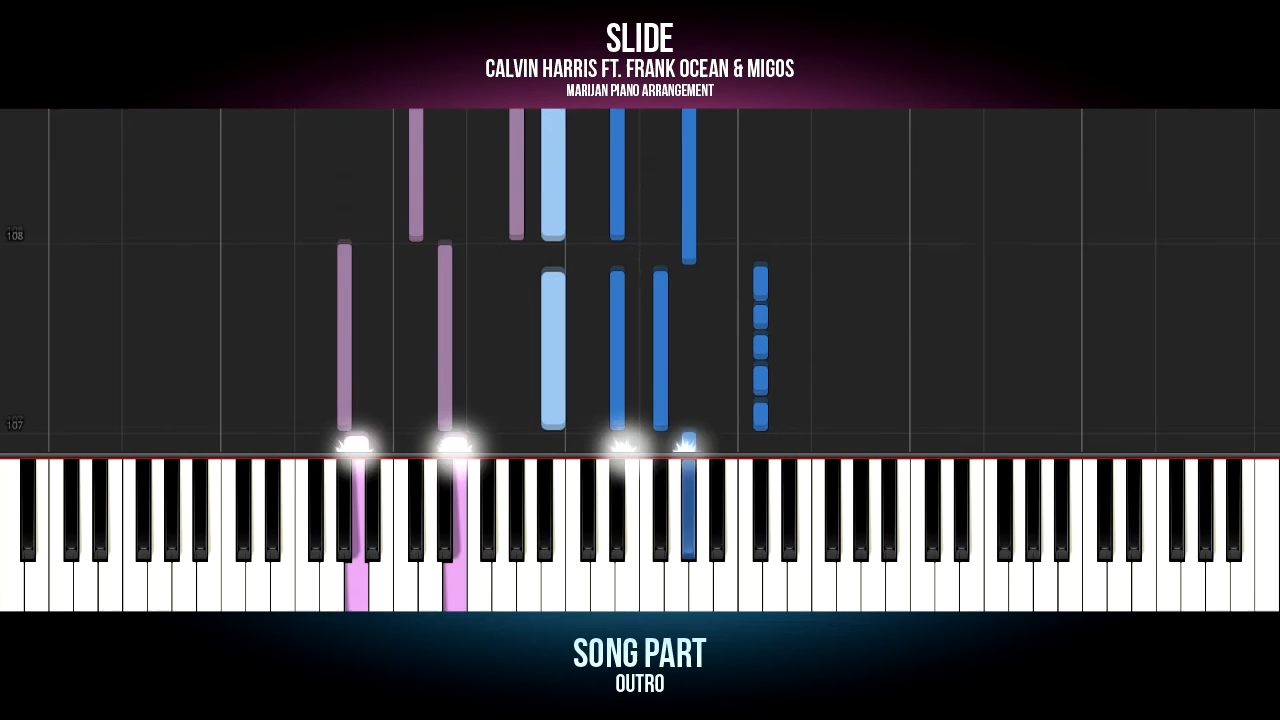 SLIDE
CALVIN HARRIS FT. FRANK OCEAN & MIGOS
MARIJAN PIANO ARRANGEMENT
108
107
SONG PART
OUTRO